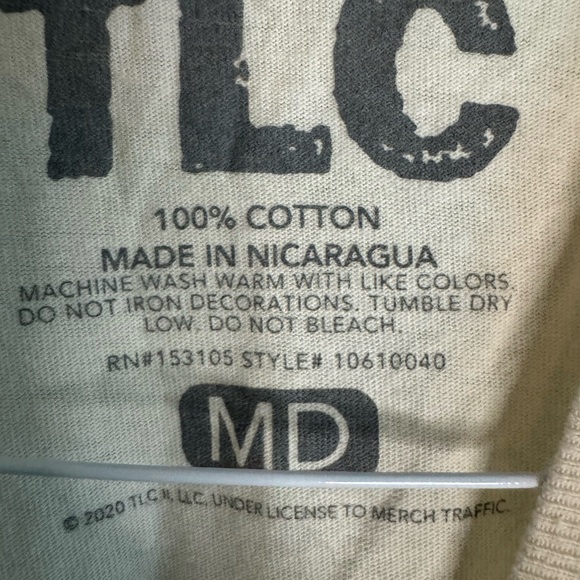 TLC
100% COTTON
MADE IN NICARAGUA
MACHINE WASH WARM WITH LIKE COLORS
DO NOT IRON DECORATIONS. TUMBLE DRY
LOW. DO NOT BLEACH.
RN#153105 STYLE# 10610040
MD
© 2020 TLC II, LLC, UNDER LICENSE TO MERCH TRAFFIC.